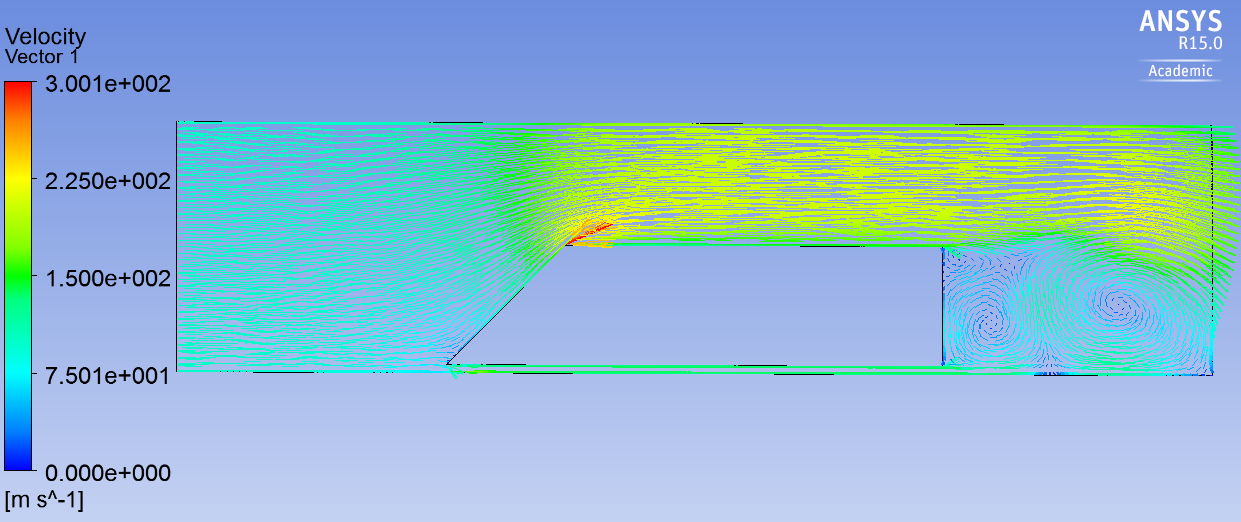 Velocity
Vector 1
3.001e+002
2.250e+002
1.500e+002
7.501e+001
0.000e+000
[m s^-1]
ANSYS
R15.0
Academic